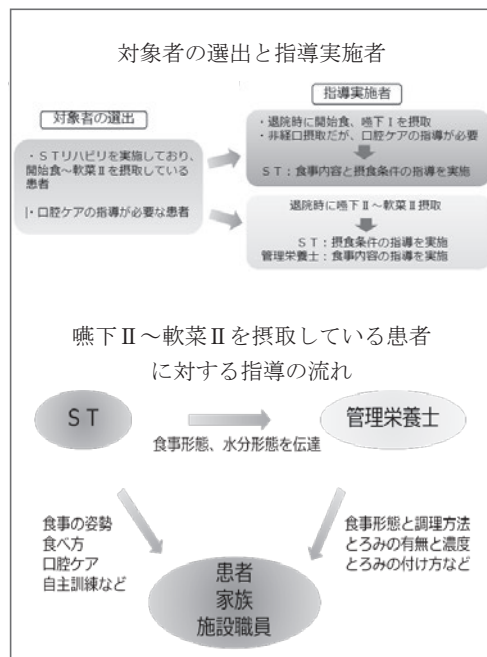 対象者の選出と指導実施者
指導実施者
対象者の選出
・退院時に開始食、嚥下Ⅰを摂取
・非経口摂取だが、口腔ケアの指導が必要
ST：食事内容と摂食条件の指導を実施
・STリハビリを実施しており、
開始食～軟菜Ⅱを摂取している
患者
|・口腔ケアの指導が必要な患者
退院時に嚥下Ⅱ～軟菜Ⅱ摂取
ST：摂食条件の指導を実施
管理栄養士：食事内容の指導を実施
嚥下Ⅱ～軟菜Ⅱを摂取している患者
に対する指導の流れ
ST
管理栄養士
食事形態、水分形態を伝達
食事の姿勢
食べ方
口腔ケア
自主訓練など
食事形態と調理方法
とろみの有無と濃度
とろみの付け方など
患者
家族
施設職員